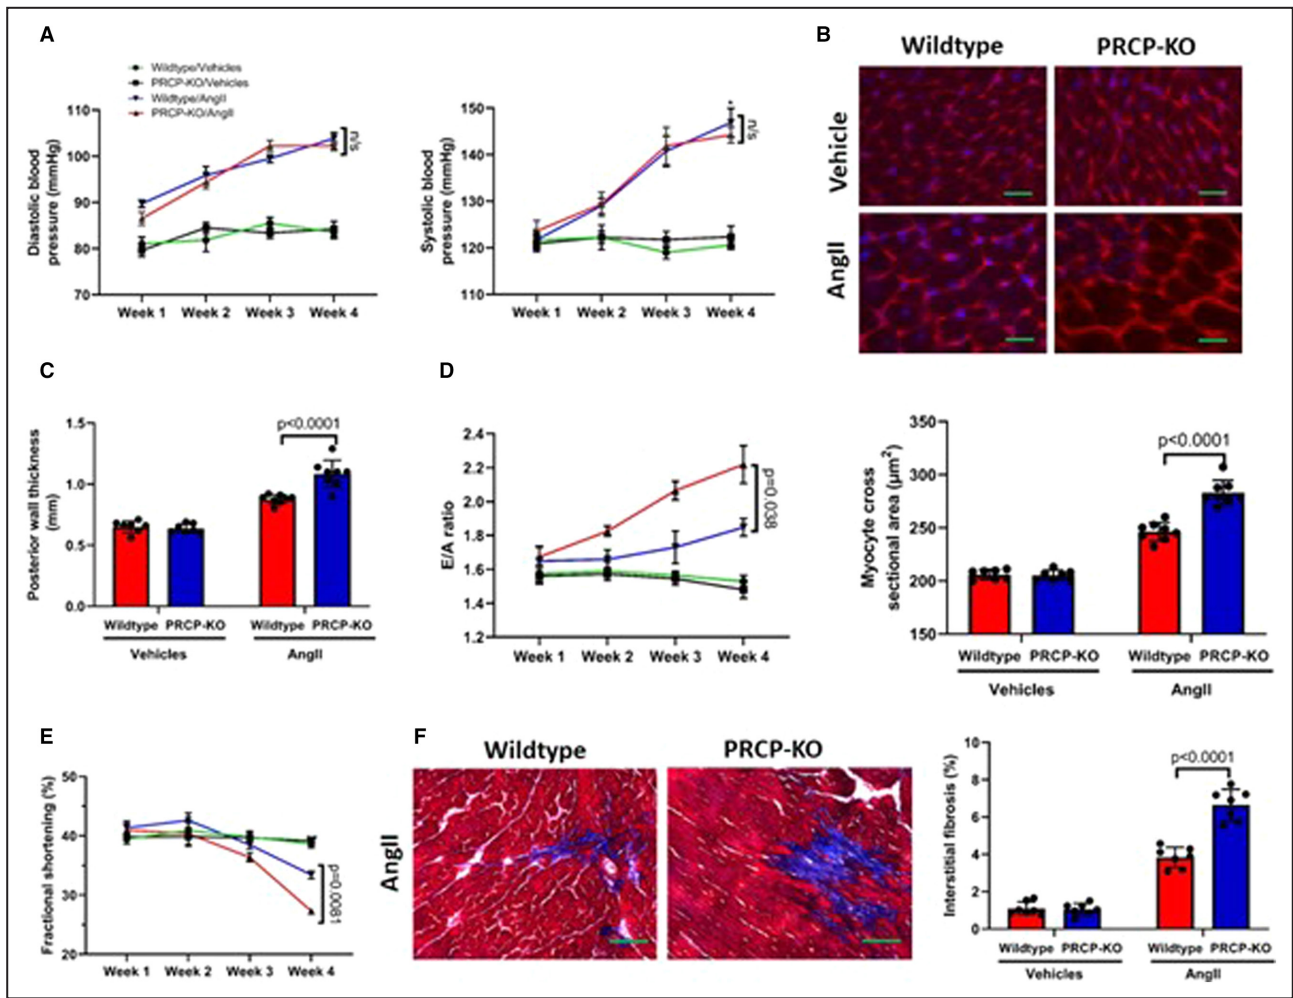 A
Wildtype/Vehicles
PRCP-KO/Vehicles
Wildtype/AngII
PRCP-KO/AngII
Diastolic blood
pressure (mmHg)
110
100
90
80
70
n/s
Week 1 Week 2 Week 3 Week 4
Systolic blood
pressure (mmHg)
150
140
130
120
110
n/s
Week 1 Week 2 Week 3 Week 4
B
Wildtype PRCP-KO
Vehicle
AngII
C
Posterior wall thickness
(mm)
1.5
1.0
0.5
0.0
p<0.0001
Wildtype PRCP-KO Wildtype PRCP-KO
Vehicles AngII
D
E/A ratio
2.4
2.2
2.0
1.8
1.6
1.4
1.2
p=0.038
Week 1 Week 2 Week 3 Week 4
Myocyte cross
sectional area (µm²)
350
300
250
200
150
p<0.0001
Wildtype PRCP-KO Wildtype PRCP-KO
Vehicles AngII
E
Fractional shortening (%)
50
40
30
20
p=0.0081
Week 1 Week 2 Week 3 Week 4
F
Wildtype PRCP-KO
AngII
Interstitial fibrosis (%)
10
8
6
4
2
0
p<0.0001
Wildtype PRCP-KO Wildtype PRCP-KO
Vehicles AngII